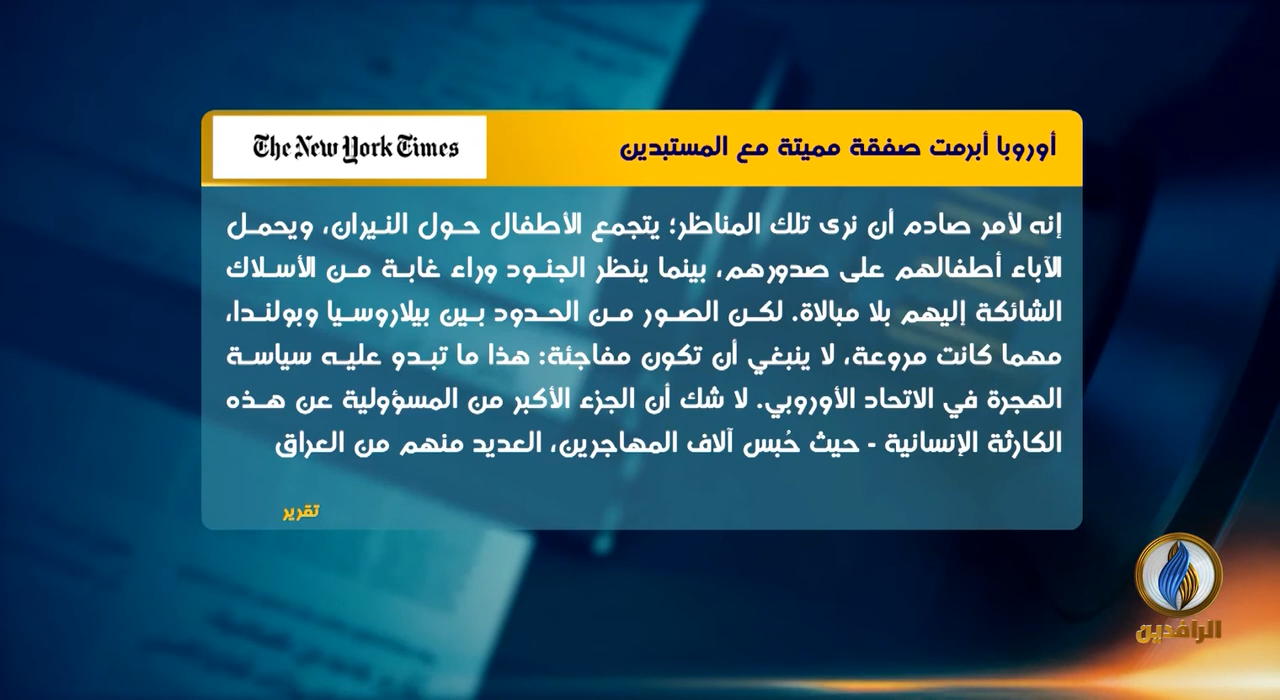 أوروبا أبرمت صفقة مميتة مع المستبدين
The New York Times
إنه لأمر صادم أن نرى تلك المناظر؛ يتجمع الأطفال حول النيران، ويحمل
الآباء أطفالهم على صدورهم، بينما ينظر الجنود وراء غابة من الأسلاك
الشائكة إليهم بلا مبالاة. لكن الصور من الحدود بين بيلاروسيا وبولندا،
مهما كانت مروعة، لا ينبغي أن تكون مفاجئة: هذا ما تبدو عليه سياسة
الهجرة في الاتحاد الأوروبي. لا شك أن الجزء الأكبر من المسؤولية عن هذه
الكارثة الإنسانية - حيث حُبس آلاف المهاجرين، العديد منهم من العراق
تقرير
الرافدين